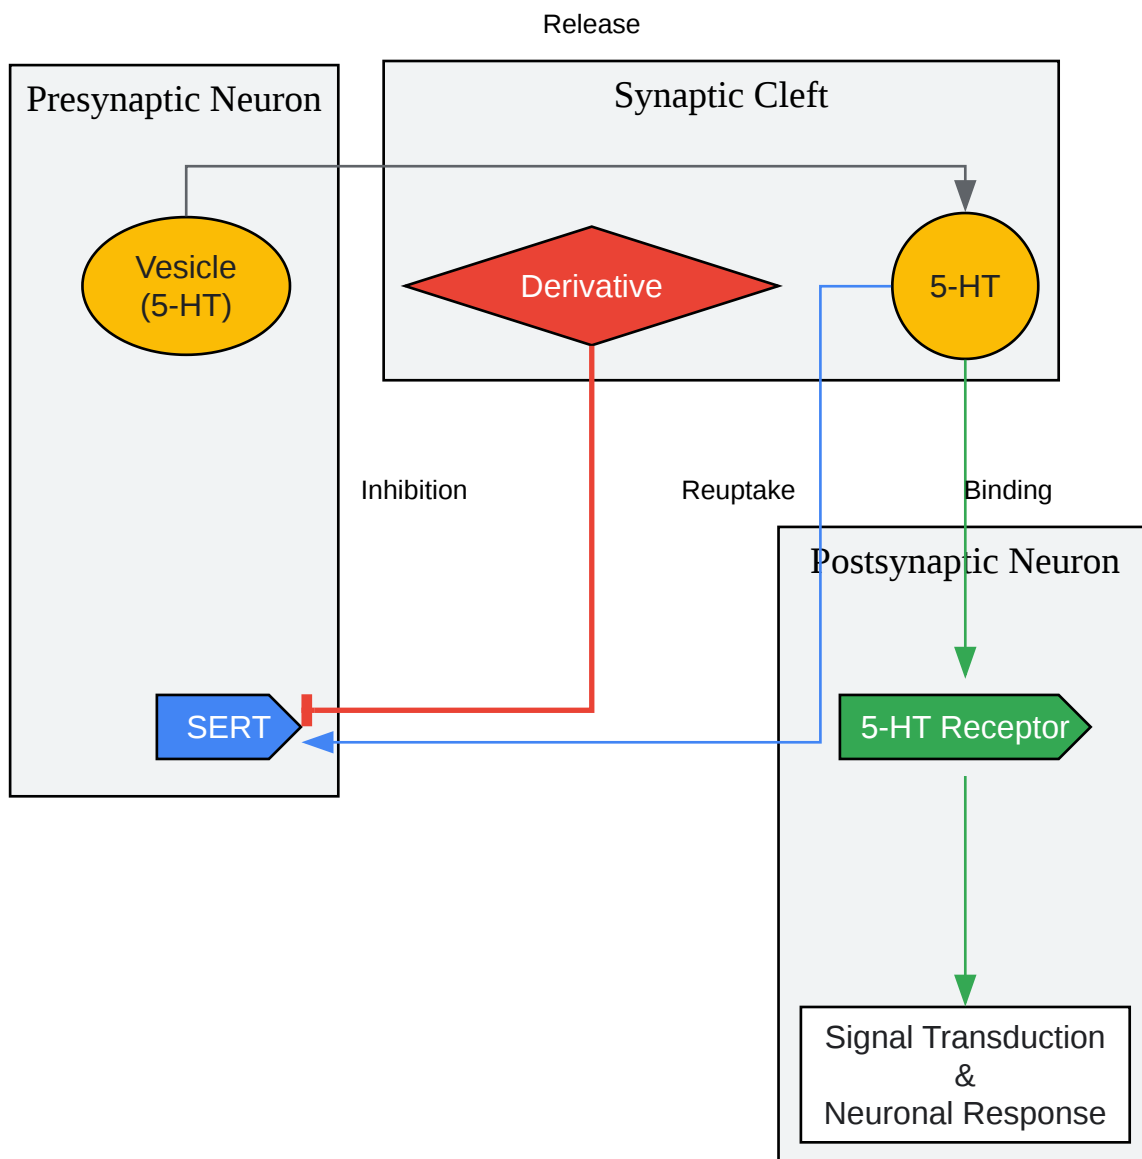 Release
Presynaptic Neuron
Synaptic Cleft
Vesicle
(5-HT)
Derivative
5-HT
Inhibition
Reuptake
Binding
Postsynaptic Neuron
SERT
5-HT Receptor
Signal Transduction
&
Neuronal Response